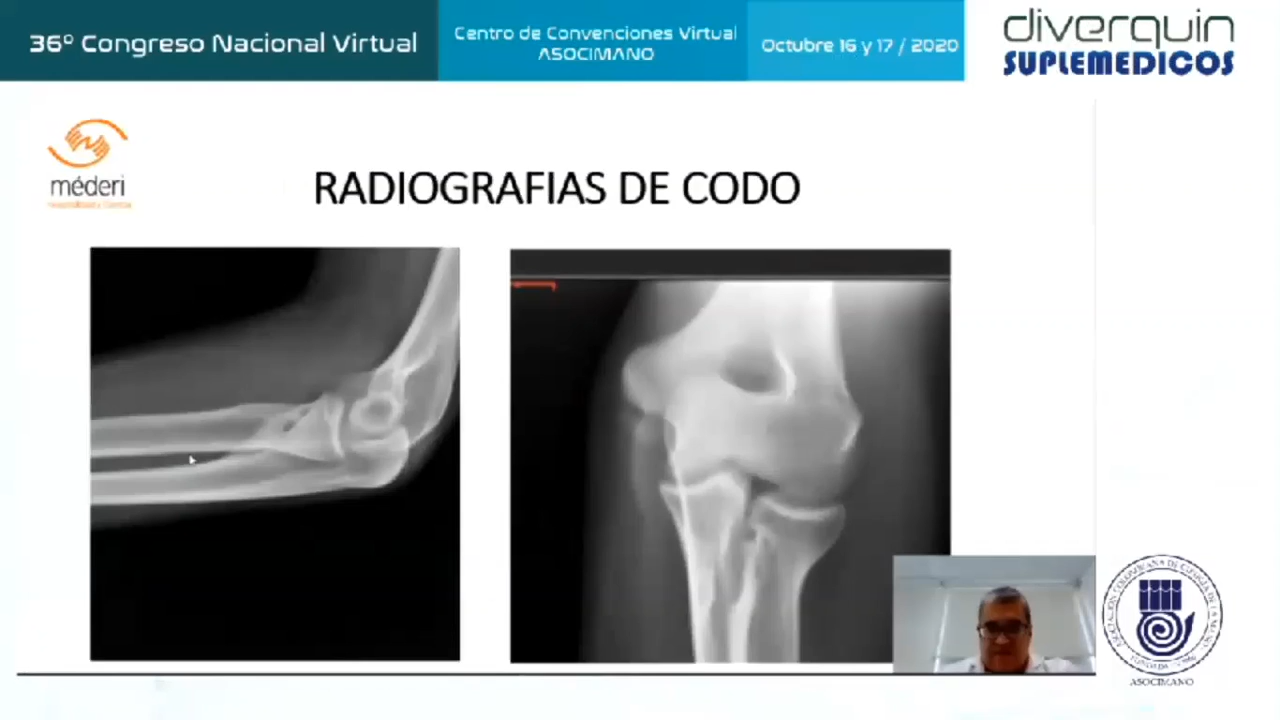 36º Congreso Nacional Virtual
Centro de Convenciones Virtual
ASOCIMANO
Octubre 16 y 17 / 2020
diverquin
SUPLEMEDICOS
méderi
RADIOGRAFIAS DE CODO
ASOCIMANO